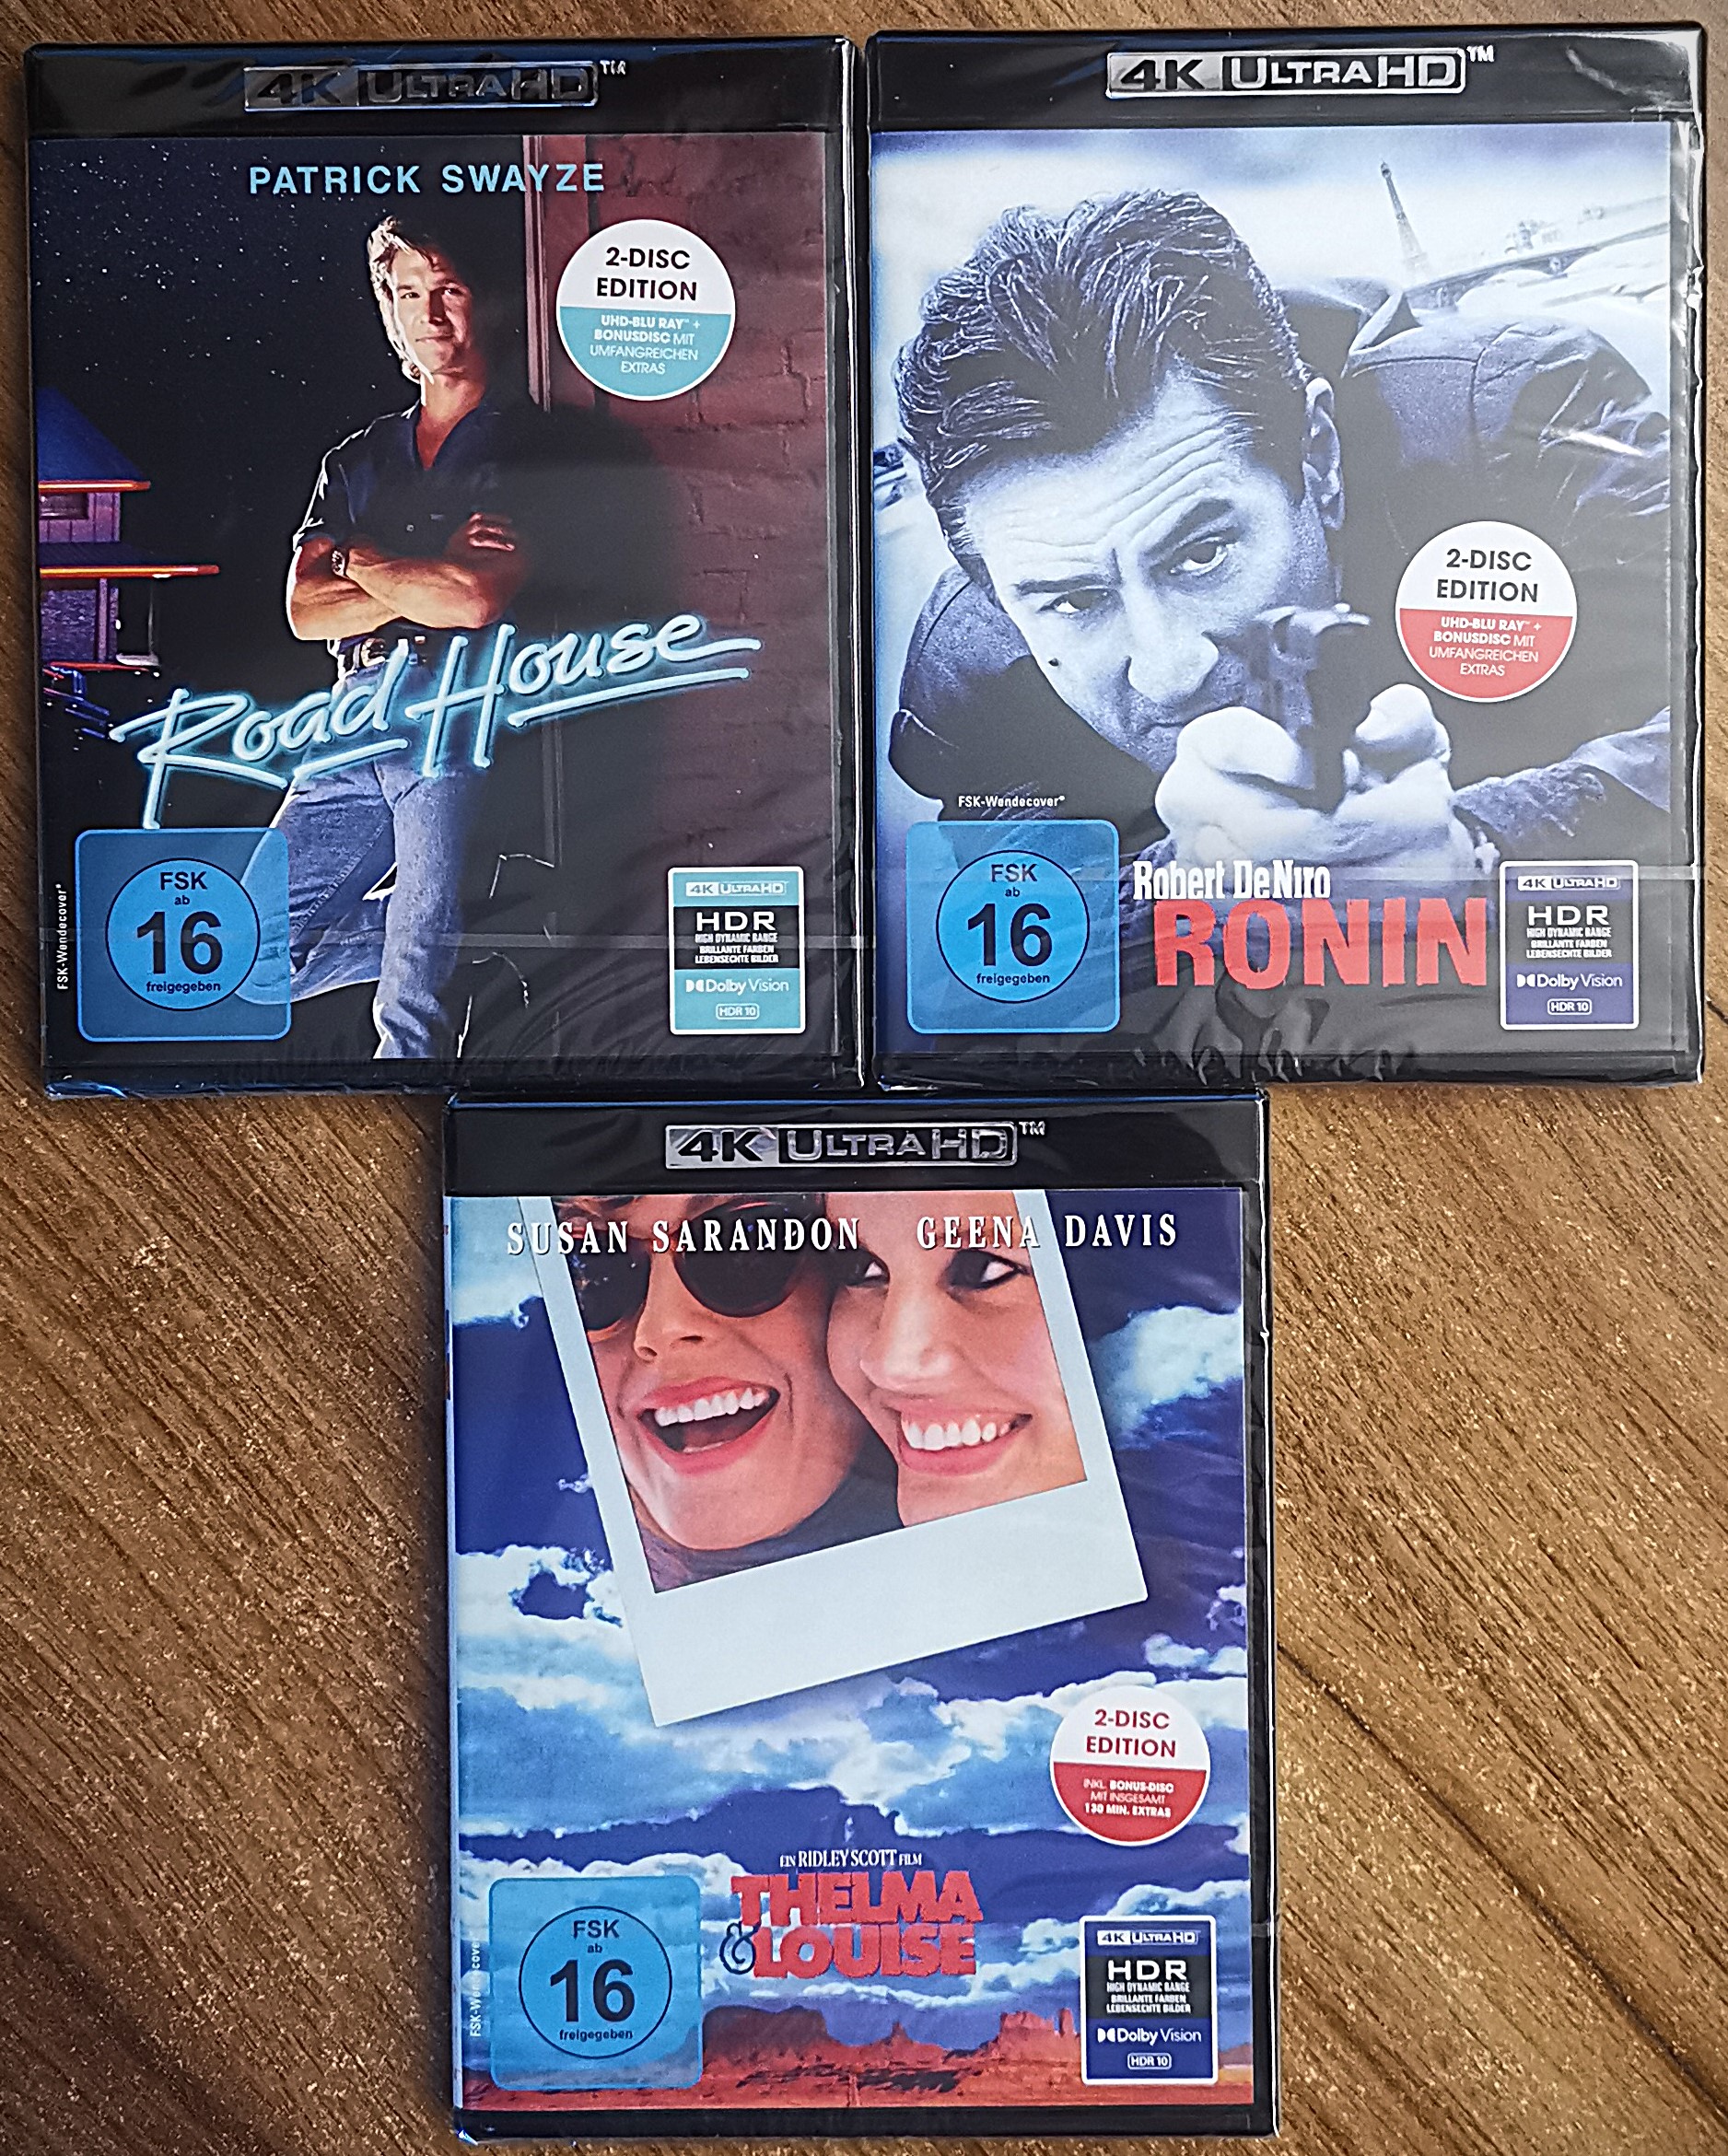 4K ULTRA HD™
PATRICK SWAYZE
2-DISC
EDITION
UHD-BLU RAY™ +
BONUSDISC MIT
UMFANGREICHEN
EXTRAS
Road House
FSK-Wendecover*
FSK
ab
16
freigegeben
4K ULTRA HD
HDR
HIGH DYNAMIC RANGE
BRILLANTE FARBEN
LEBENSECHTE BILDER
Dolby Vision
HDR 10
4K ULTRA HD™
2-DISC
EDITION
UHD-BLU RAY™ +
BONUSDISC MIT
UMFANGREICHEN
EXTRAS
FSK-Wendecover*
FSK
ab
16
freigegeben
Robert DeNiro
RONIN
4K ULTRA HD
HDR
HIGH DYNAMIC RANGE
BRILLANTE FARBEN
LEBENSECHTE BILDER
Dolby Vision
HDR 10
4K ULTRA HD™
SUSAN SARANDON GEENA DAVIS
2-DISC
EDITION
INKL. BONUS-DISC
MIT INSGESAMT
130 MIN. EXTRAS
EIN RIDLEY SCOTT FILM
THELMA
& LOUISE
FSK
ab
16
freigegeben
4K ULTRA HD
HDR
HIGH DYNAMIC RANGE
BRILLANTE FARBEN
LEBENSECHTE BILDER
Dolby Vision
HDR 10